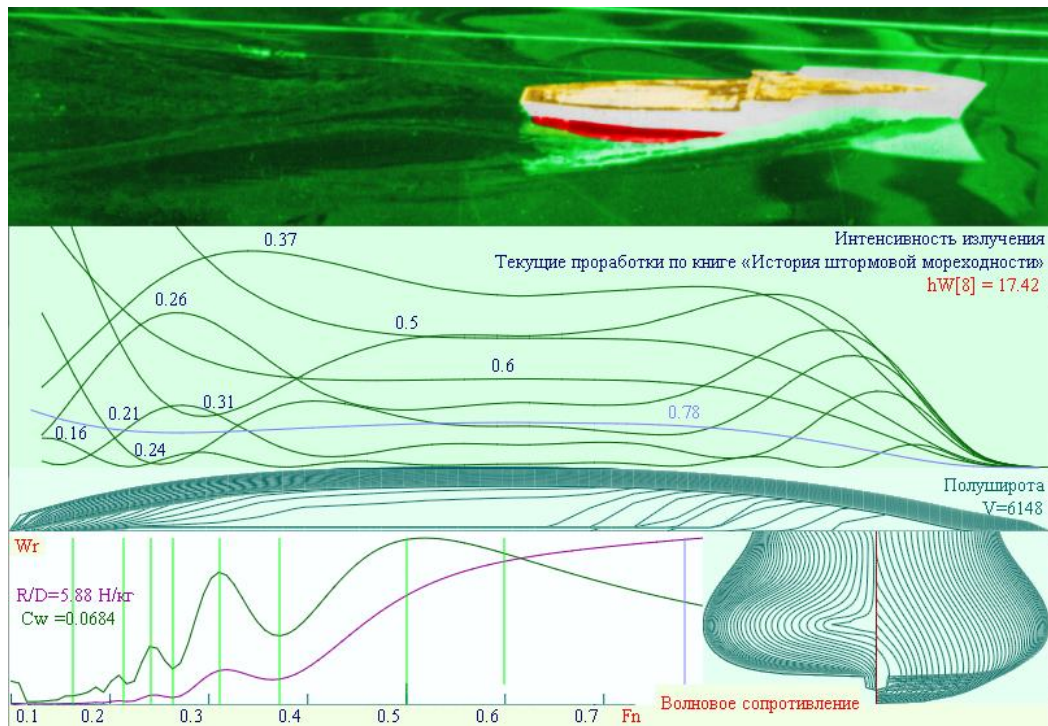 Интенсивность излучения
Текущие проработки по книге «История штормовой мореходности»
hW[8] = 17.42
0.37
0.26
0.5
0.6
0.21
0.31
0.78
0.16
0.24
Полуширота
V=6148
Wr
R/D=5.88 Н/кг
Cw =0.0684
Волновое сопротивление
0.1 0.2 0.3 0.4 0.5 0.6 0.7 Fn